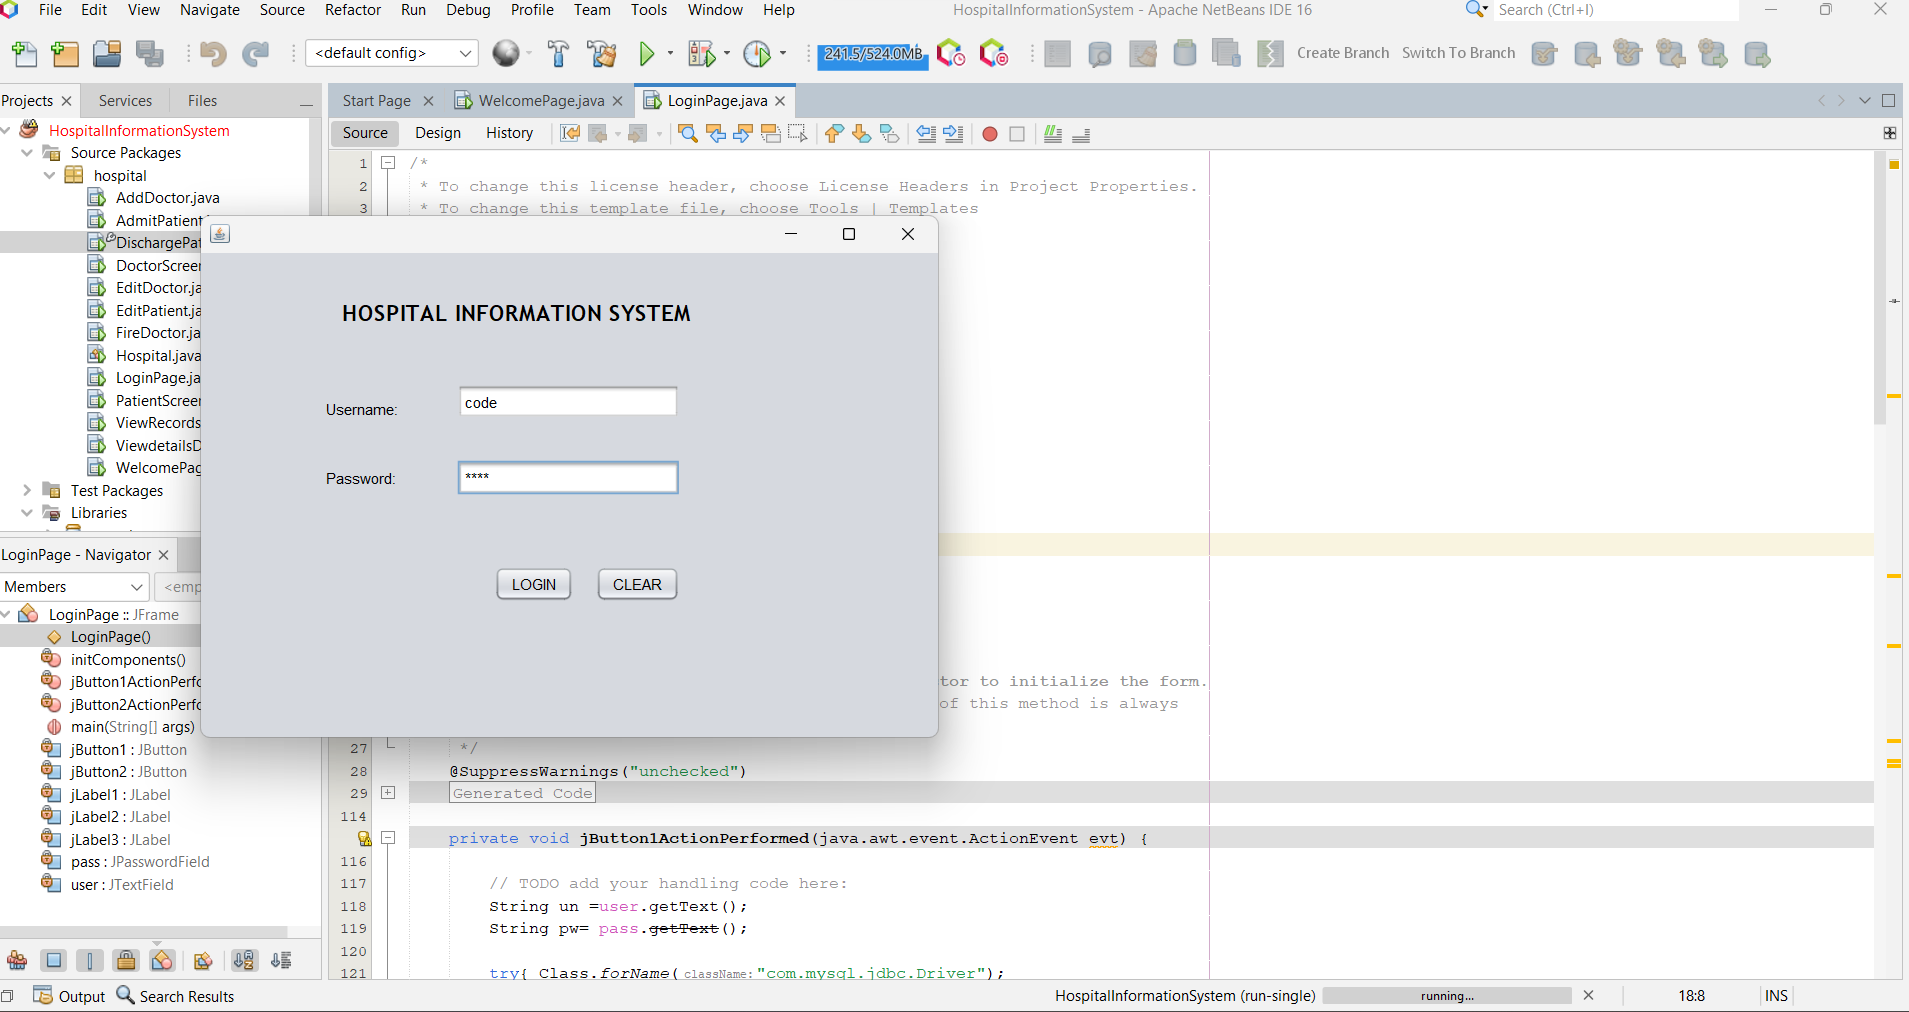 File Edit View Navigate Source Refactor Run Debug Profile Team Tools Window Help HospitalInformationSystem - Apache NetBeans IDE 16 Search (Ctrl+I)
<default config> 241.5/524.0MB Create Branch Switch To Branch
Projects Services Files
Start Page WelcomePage.java LoginPage.java
Source Design History
HospitalInformationSystem
Source Packages
hospital
AddDoctor.java
AdmitPatient
DischargePat
DoctorScreen
EditDoctor.ja
EditPatient.ja
FireDoctor.ja
Hospital.java
LoginPage.ja
PatientScreen
ViewRecords
ViewdetailsD
WelcomePag
Test Packages
Libraries
LoginPage - Navigator
Members <emp
LoginPage :: JFrame
LoginPage()
initComponents()
jButton1ActionPerfo
jButton2ActionPerfo
main(String[] args)
jButton1 : JButton
jButton2 : JButton
jLabel1 : JLabel
jLabel2 : JLabel
jLabel3 : JLabel
pass : JPasswordField
user : JTextField
1 /*
2 * To change this license header, choose License Headers in Project Properties.
3 * To change this template file, choose Tools | Templates
HOSPITAL INFORMATION SYSTEM
Username: code
Password: ****
LOGIN CLEAR
tor to initialize the form.
of this method is always
27 */
28 @SuppressWarnings("unchecked")
29 Generated Code
114
private void jButton1ActionPerformed(java.awt.event.ActionEvent evt) {
116
117 // TODO add your handling code here:
118 String un =user.getText();
119 String pw= pass.getText();
120
121 try{ Class.forName( className: "com.mysql.jdbc.Driver");
Output Search Results HospitalInformationSystem (run-single) running... 18:8 INS